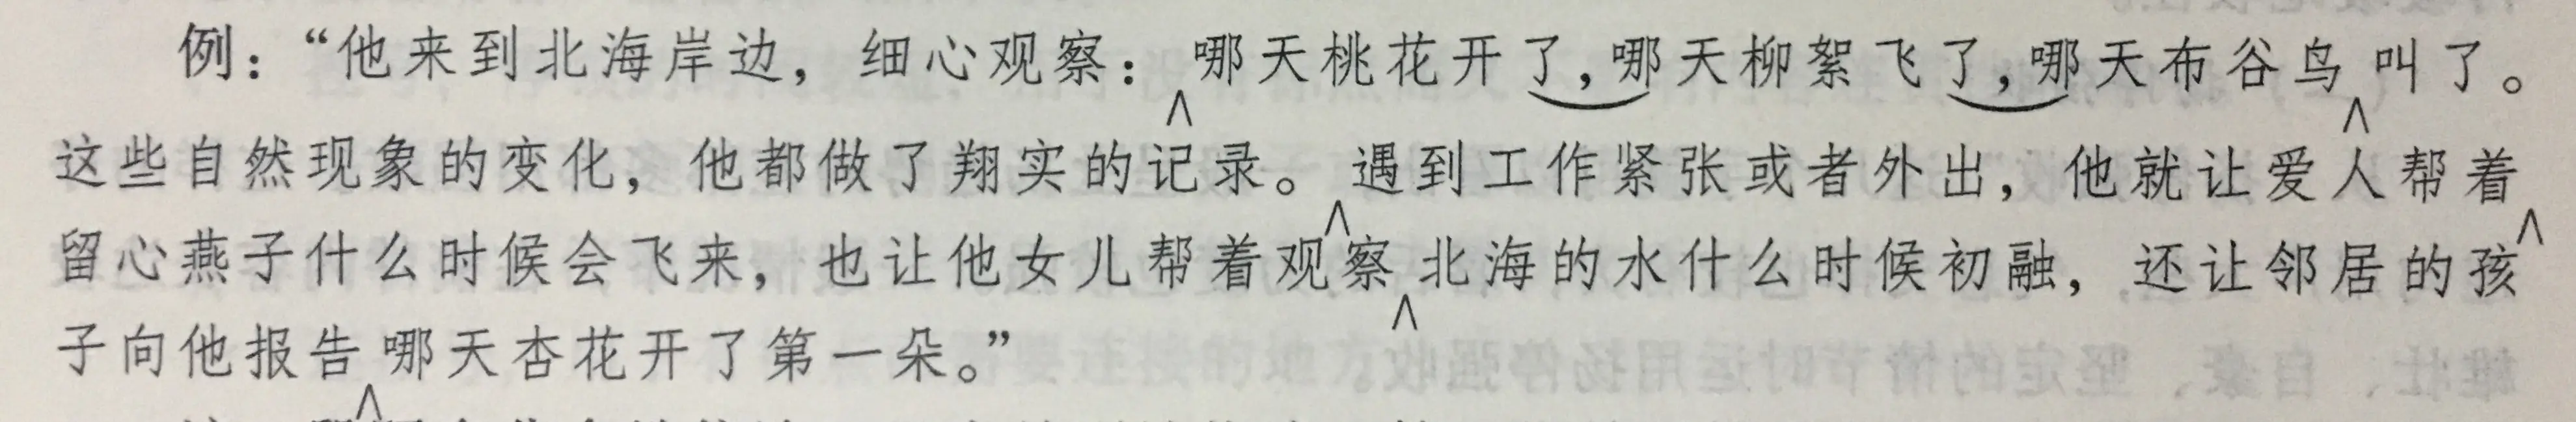 例：“他来到北海岸边，细心观察：∧哪天桃花开了，哪天柳絮飞了，哪天布谷鸟∧叫了。
这些自然现象的变化，他都做了翔实的记录。∧遇到工作紧张或者外出，他就让爱人帮着∧
留心燕子什么时候会飞来，也让他女儿帮着观察∧北海的水什么时候初融，还让邻居的孩
子向他报告∧哪天杏花开了第一朵。”